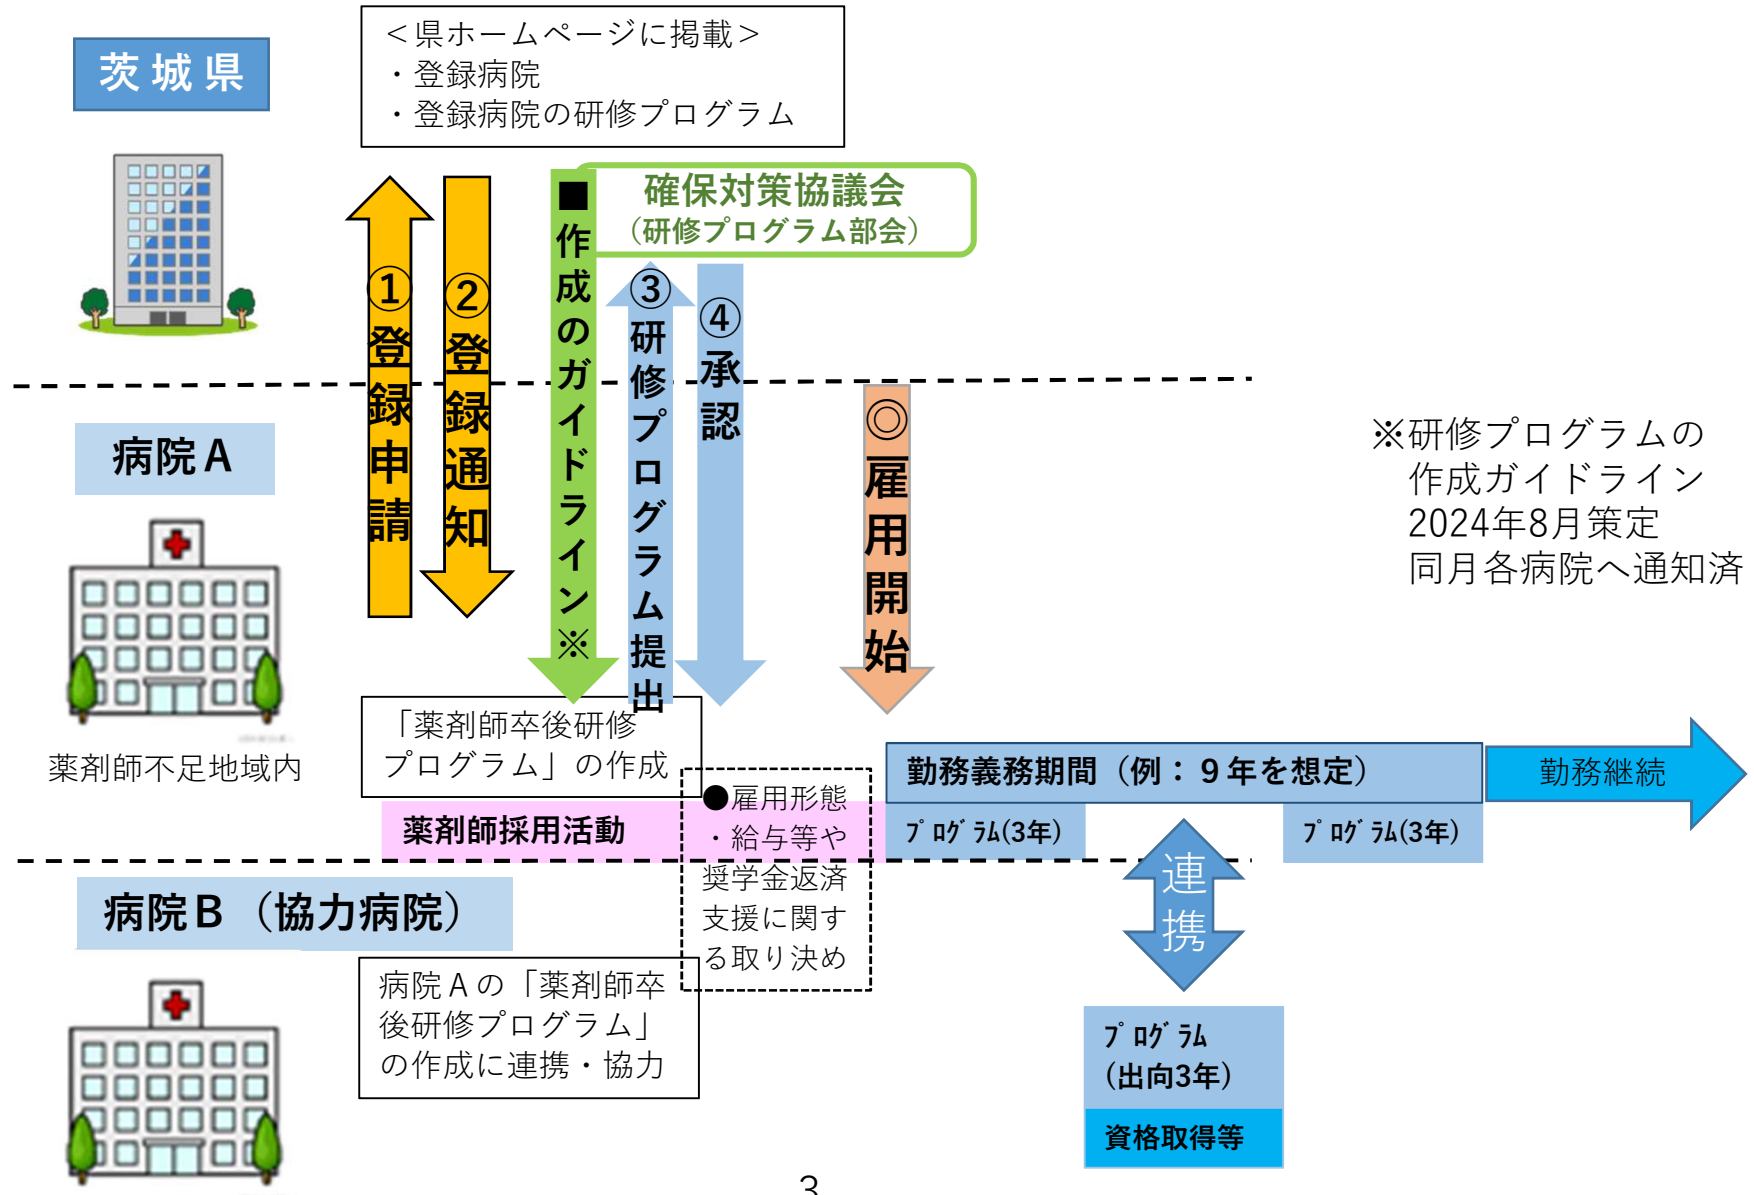 茨城県
＜県ホームページに掲載＞
・登録病院
・登録病院の研修プログラム
確保対策協議会
（研修プログラム部会）
①登録申請
②登録通知
■作成のガイドライン※
③研修プログラム提出
④承認
◎雇用開始
病院Ａ
※研修プログラムの
作成ガイドライン
2024年8月策定
同月各病院へ通知済
薬剤師不足地域内
「薬剤師卒後研修
プログラム」の作成
薬剤師採用活動
●雇用形態
・給与等や
奨学金返済
支援に関す
る取り決め
勤務義務期間（例：９年を想定）
勤務継続
ﾌﾟﾛｸﾞﾗﾑ(3年)
ﾌﾟﾛｸﾞﾗﾑ(3年)
連携
病院Ｂ（協力病院）
病院Ａの「薬剤師卒
後研修プログラム」
の作成に連携・協力
ﾌﾟﾛｸﾞﾗﾑ
(出向3年)
資格取得等
3